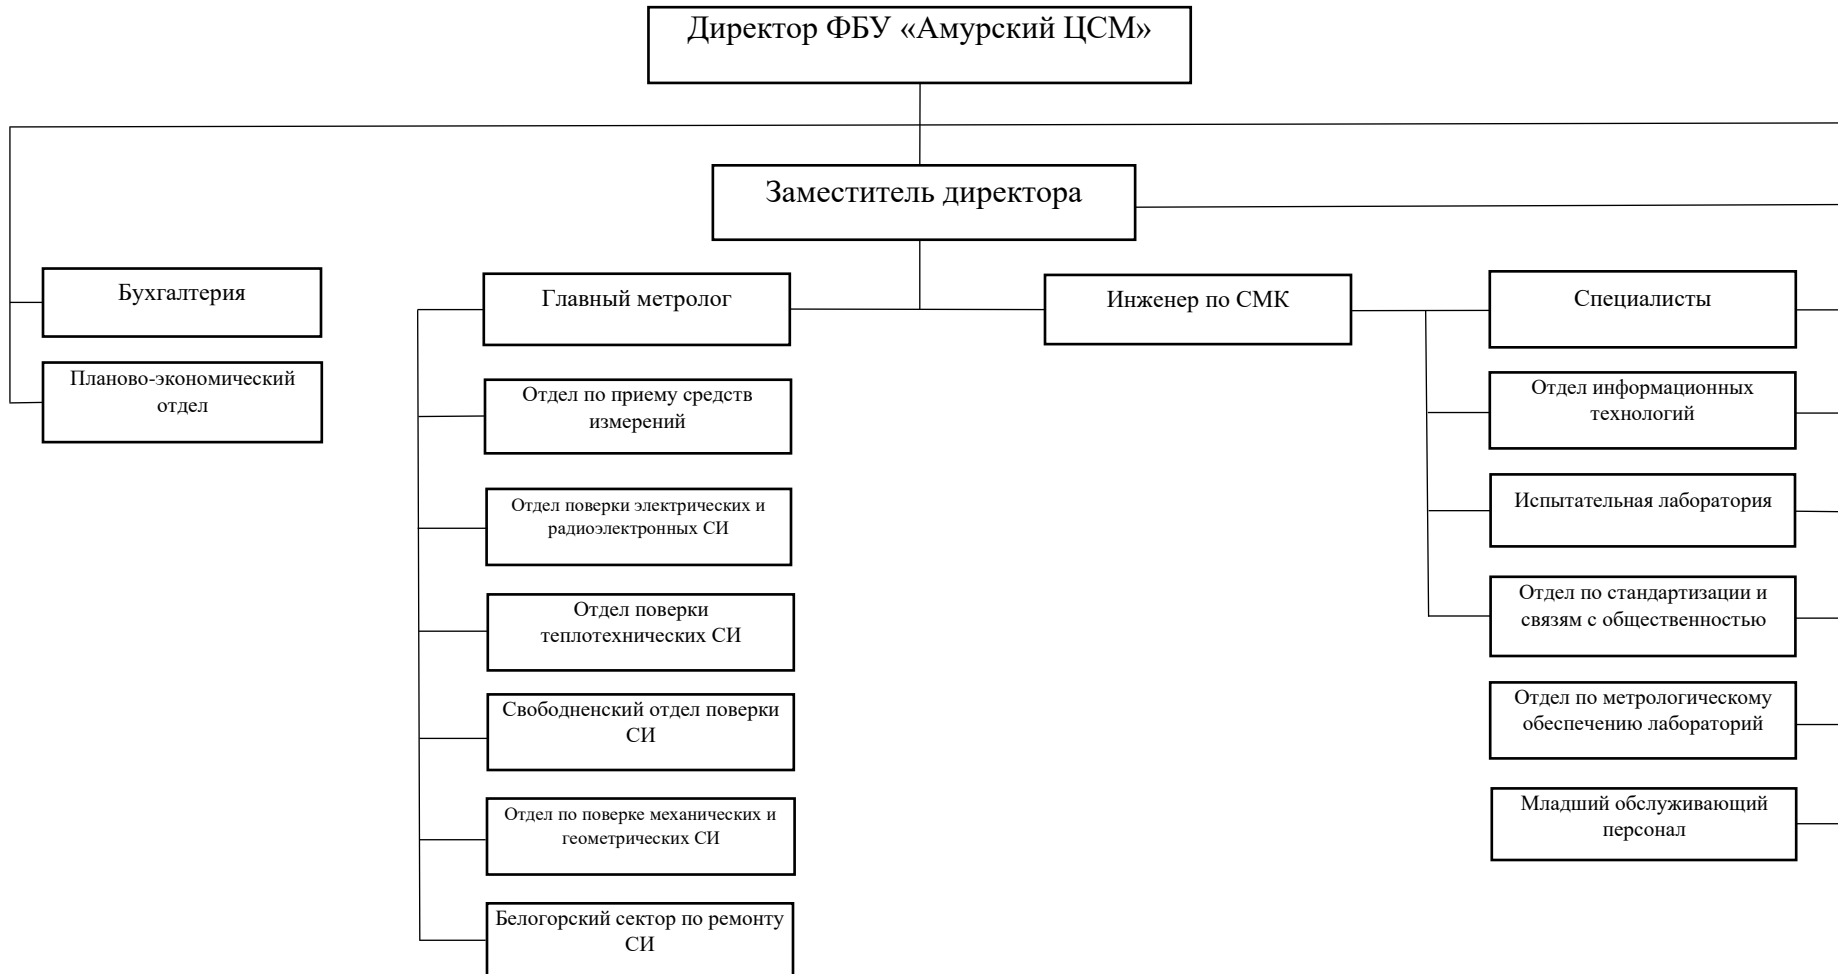 Директор ФБУ «Амурский ЦСМ»
Заместитель директора
Бухгалтерия
Планово-экономический
отдел
Главный метролог
Отдел по приему средств
измерений
Отдел поверки электрических и
радиоэлектронных СИ
Отдел поверки
теплотехнических СИ
Свободненский отдел поверки
СИ
Отдел по поверке механических и
геометрических СИ
Белогорский сектор по ремонту
СИ
Инженер по СМК
Специалисты
Отдел информационных
технологий
Испытательная лаборатория
Отдел по стандартизации и
связям с общественностью
Отдел по метрологическому
обеспечению лабораторий
Младший обслуживающий
персонал